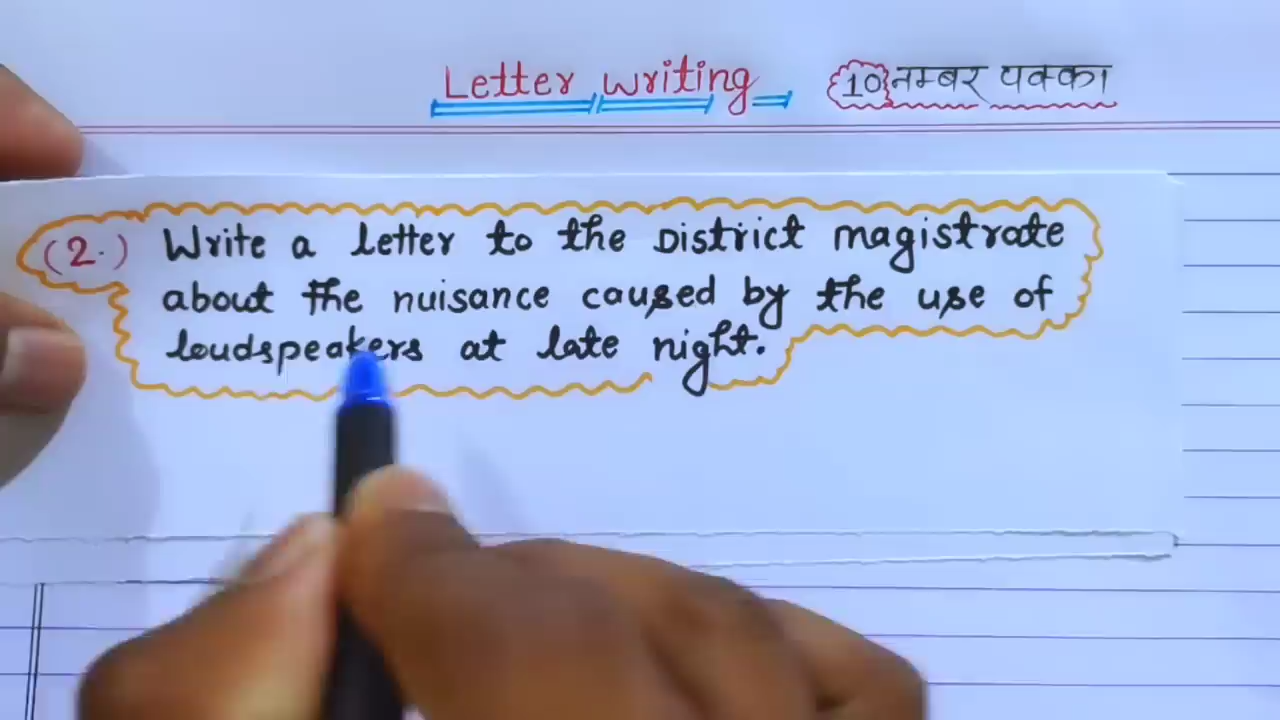 Letter writing 10 नम्बर पक्का
(2.) Write a letter to the District magistrate
about the nuisance caused by the use of
loudspeakers at late night.